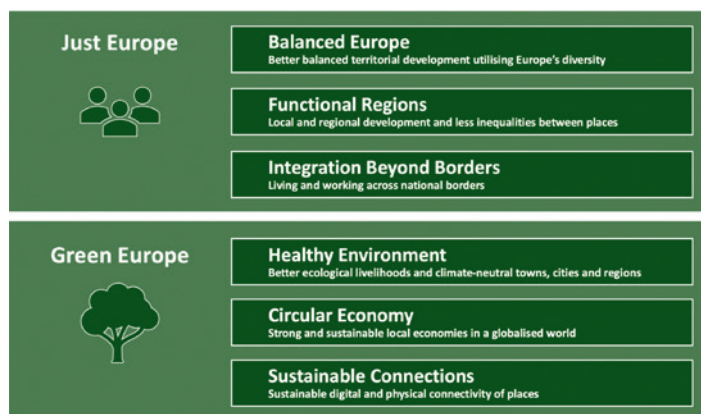 Just Europe
Balanced Europe
Better balanced territorial development utilising Europe's diversity
Functional Regions
Local and regional development and less inequalities between places
Integration Beyond Borders
Living and working across national borders
Green Europe
Healthy Environment
Better ecological livelihoods and climate-neutral towns, cities and regions
Circular Economy
Strong and sustainable local economies in a globalised world
Sustainable Connections
Sustainable digital and physical connectivity of places